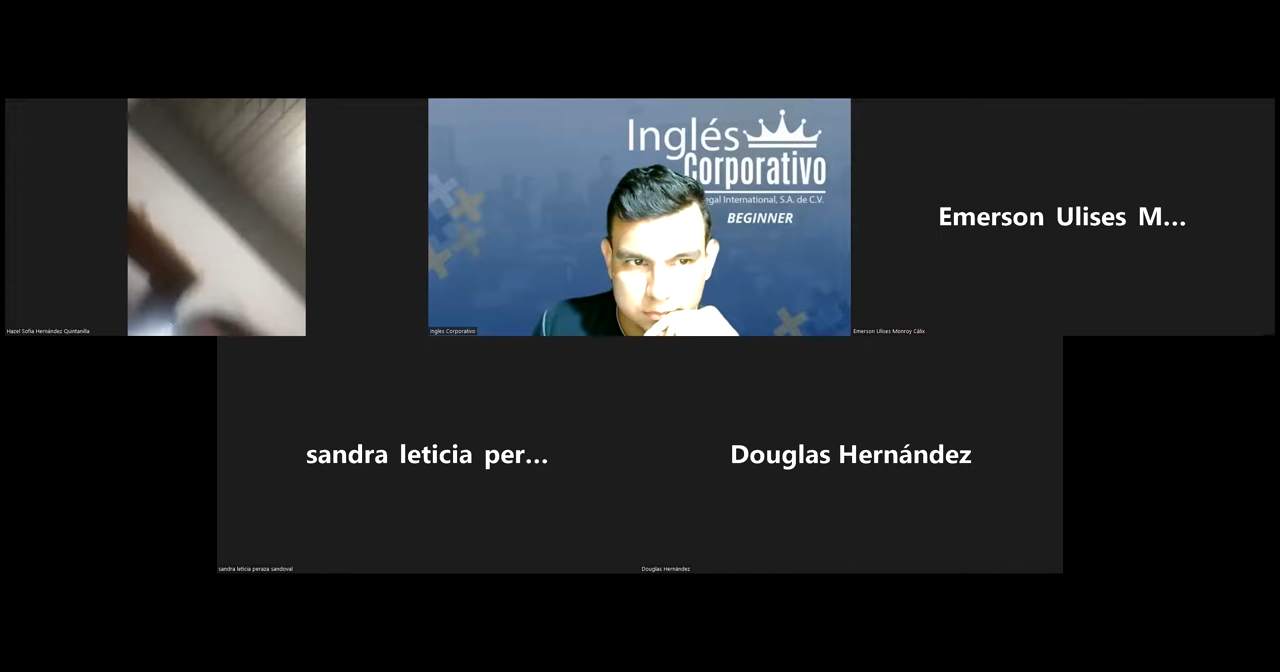 Inglés
Corporativo
egal International, S.A. de C.V.
BEGINNER
Emerson Ulises M...
Hazel Sofia Hernández Quintanilla
Ingles Corporativo
Emerson Ulises Monroy Cálix
sandra leticia per...
Douglas Hernández
sandra leticia peraza sandoval
Douglas Hernández